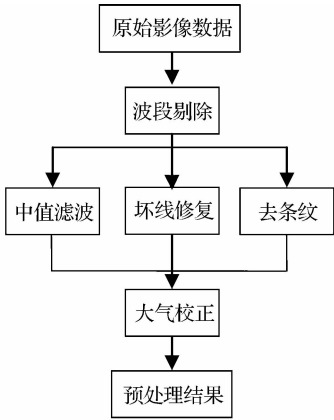 原始影像数据
波段剔除
中值滤波
坏线修复
去条纹
大气校正
预处理结果